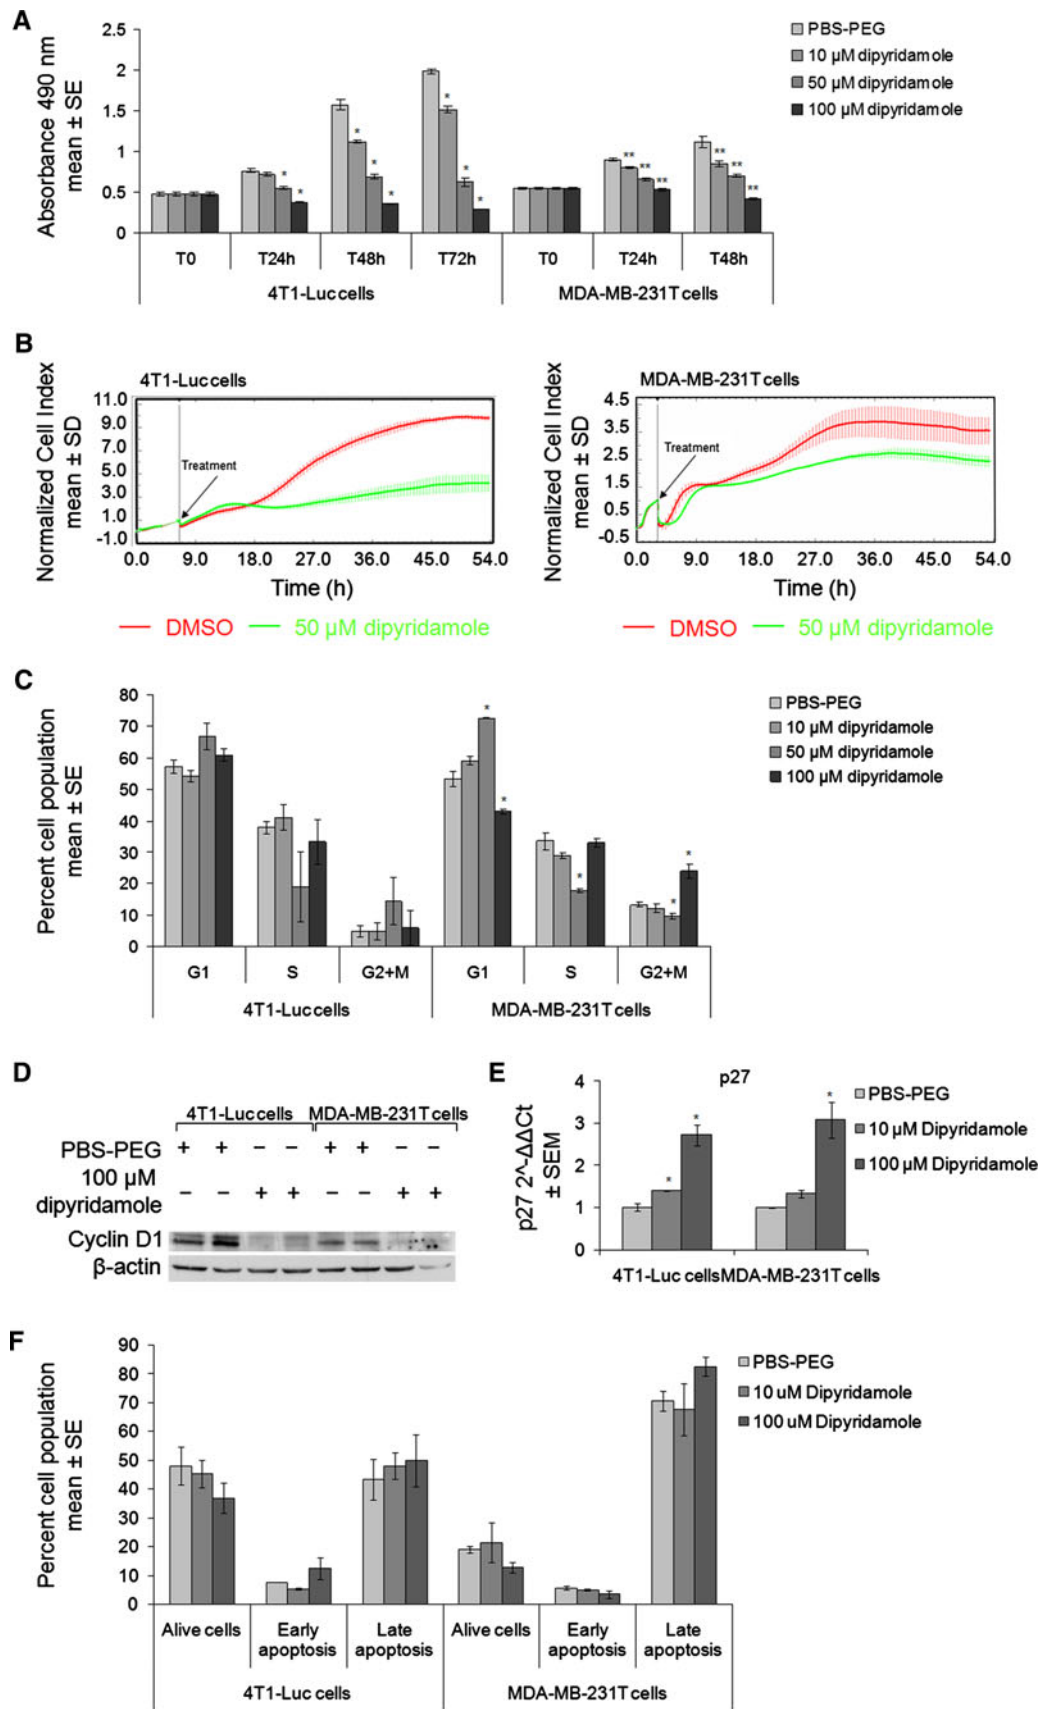 A
Absorbance 490 nm
mean ± SE
2.5
2
1.5
1
0.5
0
* * * * * * * *
** ** ** ** ** **
PBS-PEG
10 µM dipyridamole
50 µM dipyridamole
100 µM dipyridamole
T0 T24h T48h T72h T0 T24h T48h
4T1-Luc cells MDA-MB-231T cells
B
4T1-Luc cells
Normalized Cell Index
mean ± SD
11.0
9.0
7.0
5.0
3.0
1.0
-1.0
Treatment
0.0 9.0 18.0 27.0 36.0 45.0 54.0
Time (h)
DMSO 50 µM dipyridamole
MDA-MB-231T cells
Normalized Cell Index
mean ± SD
4.5
3.5
2.5
1.5
0.5
-0.5
Treatment
0.0 9.0 18.0 27.0 36.0 45.0 54.0
Time (h)
DMSO 50 µM dipyridamole
C
Percent cell population
mean ± SE
80
70
60
50
40
30
20
10
0
* * * * *
PBS-PEG
10 µM dipyridamole
50 µM dipyridamole
100 µM dipyridamole
G1 S G2+M G1 S G2+M
4T1-Luc cells MDA-MB-231T cells
D
4T1-Luc cells MDA-MB-231T cells
PBS-PEG + + − − + + − −
100 µM
dipyridamole − − + + − − + +
Cyclin D1
β-actin
E
p27
p27 2^-ΔΔCt
± SEM
4
3
2
1
0
* * *
PBS-PEG
10 µM Dipyridamole
100 µM Dipyridamole
4T1-Luc cells MDA-MB-231T cells
F
Percent cell population
mean ± SE
90
80
70
60
50
40
30
20
10
0
PBS-PEG
10 uM Dipyridamole
100 uM Dipyridamole
Alive cells Early apoptosis Late apoptosis Alive cells Early apoptosis Late apoptosis
4T1-Luc cells MDA-MB-231T cells